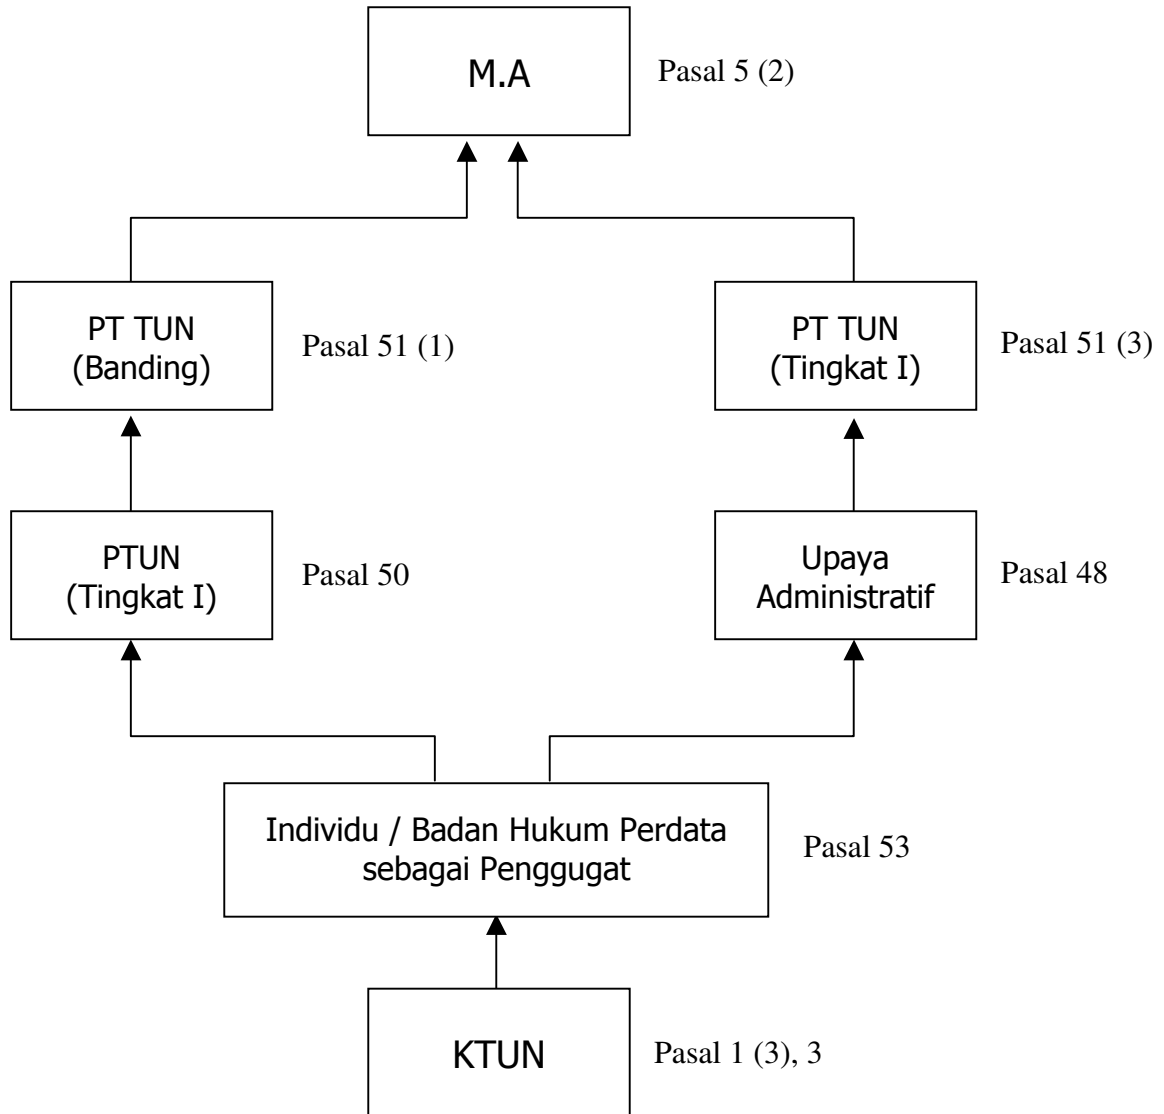 M.A
Pasal 5 (2)
PT TUN
(Banding)
Pasal 51 (1)
PT TUN
(Tingkat I)
Pasal 51 (3)
PTUN
(Tingkat I)
Pasal 50
Upaya
Administratif
Pasal 48
Individu / Badan Hukum Perdata
sebagai Penggugat
Pasal 53
KTUN
Pasal 1 (3), 3